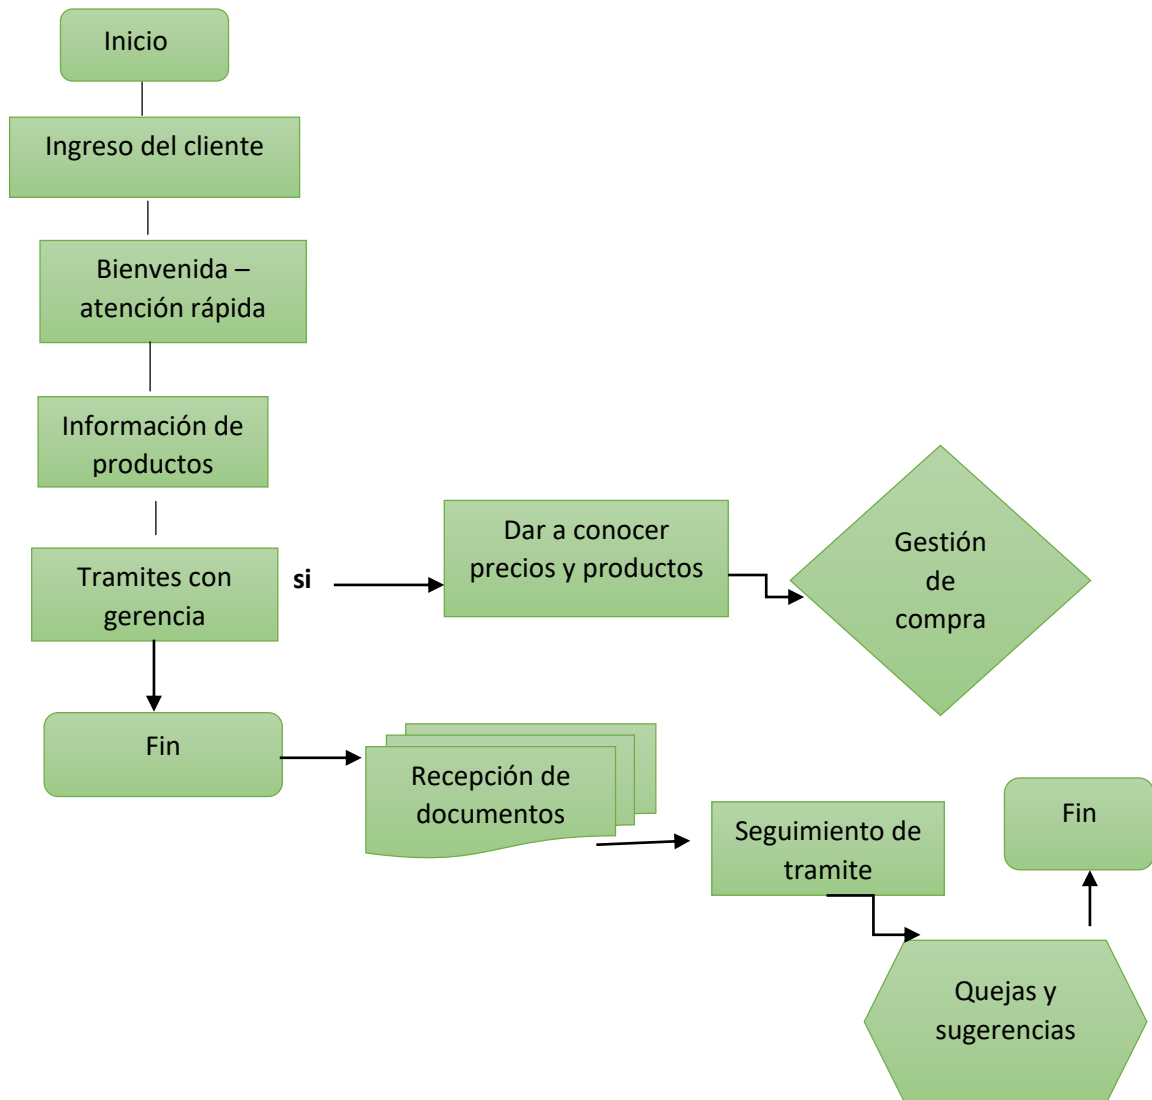 Inicio
Ingreso del cliente
Bienvenida –
atención rápida
Información de
productos
Tramites con
gerencia
si
Dar a conocer
precios y productos
Gestión
de
compra
Fin
Recepción de
documentos
Seguimiento de
tramite
Fin
Quejas y
sugerencias